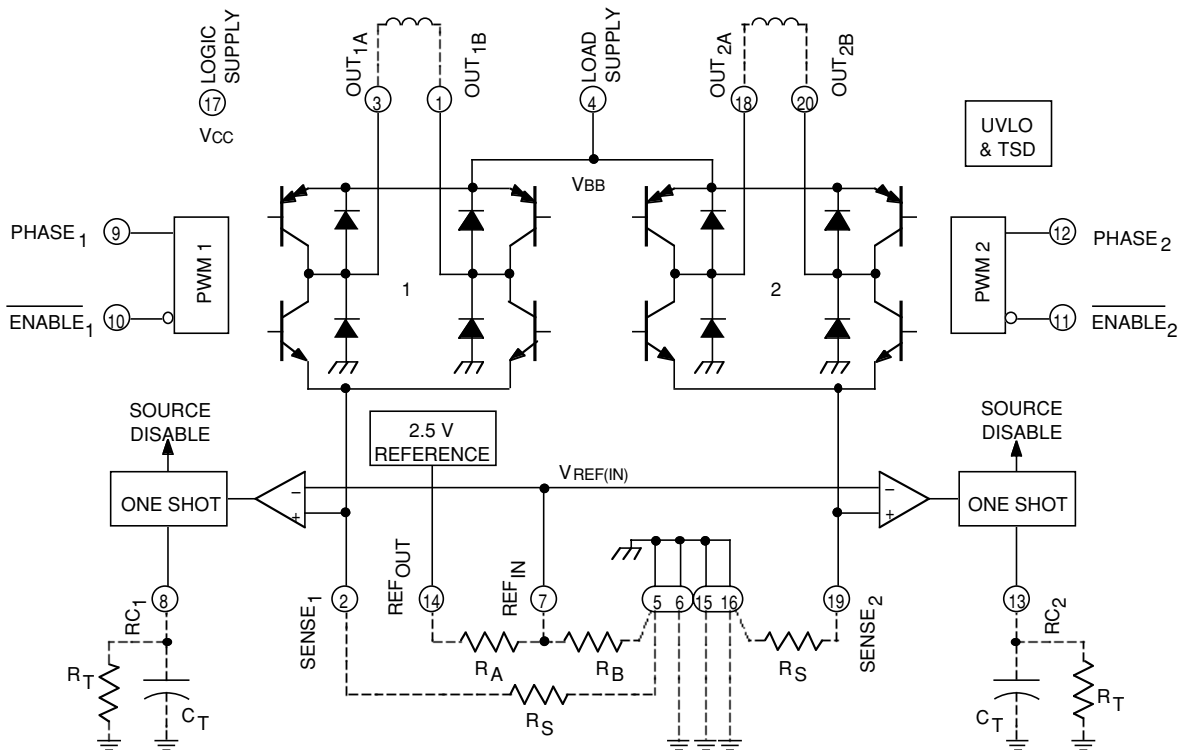 LOGIC SUPPLY
17
VCC
OUT1A
OUT1B
3
1
LOAD SUPPLY
4
VBB
OUT2A
OUT2B
18
20
UVLO
& TSD
PHASE1
9
ENABLE1
10
PWM 1
1
2
PWM 2
12
PHASE2
11
ENABLE2
SOURCE
DISABLE
ONE SHOT
–
+
2.5 V
REFERENCE
VREF(IN)
–
+
SOURCE
DISABLE
ONE SHOT
RC1
8
SENSE1
2
REFOUT
14
REFIN
7
5
6
15
16
19
SENSE2
13
RC2
RA
RB
RS
RS
RT
CT
CT
RT